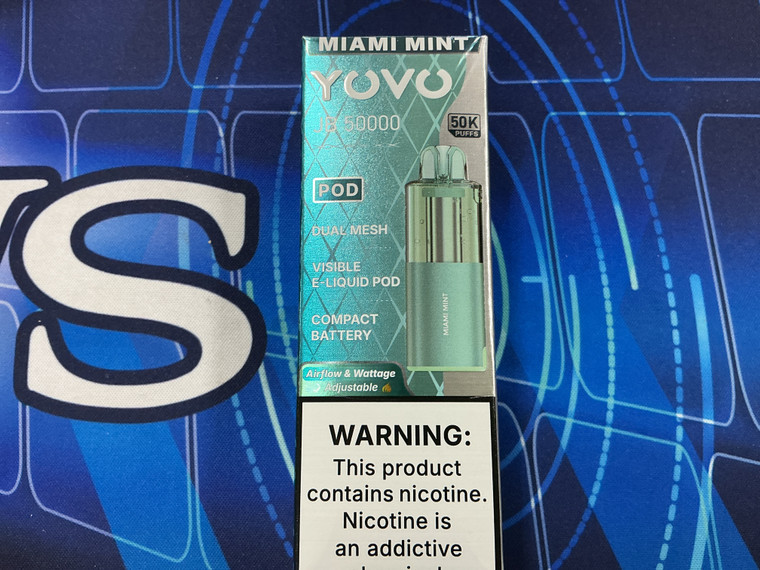 MIAMI MINT
YOVO
JB 50000
50K
PUFFS
POD
DUAL MESH
VISIBLE
E-LIQUID POD
COMPACT
BATTERY
MIAMI MINT
Airflow & Wattage
Adjustable
WARNING:
This product
contains nicotine.
Nicotine is
an addictive
S